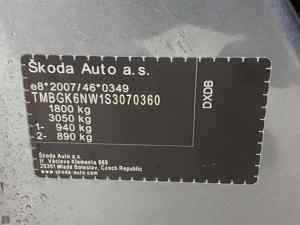 Škoda Auto a.s.
e8*2007/46*0349
TMBGK6NW1S3070360
1800 kg
3050 kg
1- 940 kg
2- 890 kg
DXDB
Škoda Auto a.s.
tř. Václava Klementa 869
29301 Mladá Boleslav, Czech Republic
www.skoda-auto.com